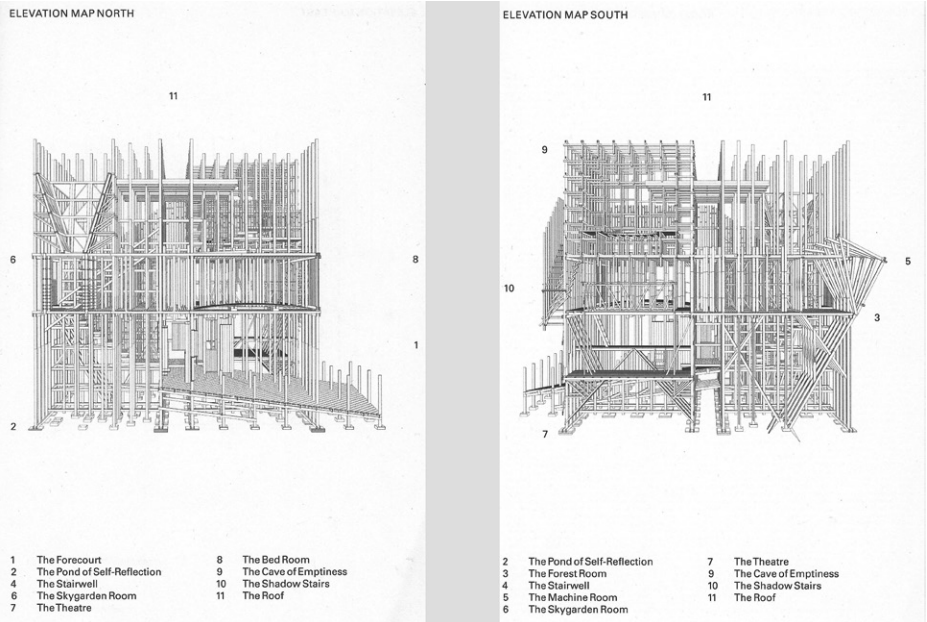 ELEVATION MAP NORTH
11
6
8
1
2
1 The Forecourt
2 The Pond of Self-Reflection
4 The Stairwell
6 The Skygarden Room
7 The Theatre
8 The Bed Room
9 The Cave of Emptiness
10 The Shadow Stairs
11 The Roof
ELEVATION MAP SOUTH
11
9
5
10
3
7
2 The Pond of Self-Reflection
3 The Forest Room
4 The Stairwell
5 The Machine Room
6 The Skygarden Room
7 The Theatre
9 The Cave of Emptiness
10 The Shadow Stairs
11 The Roof